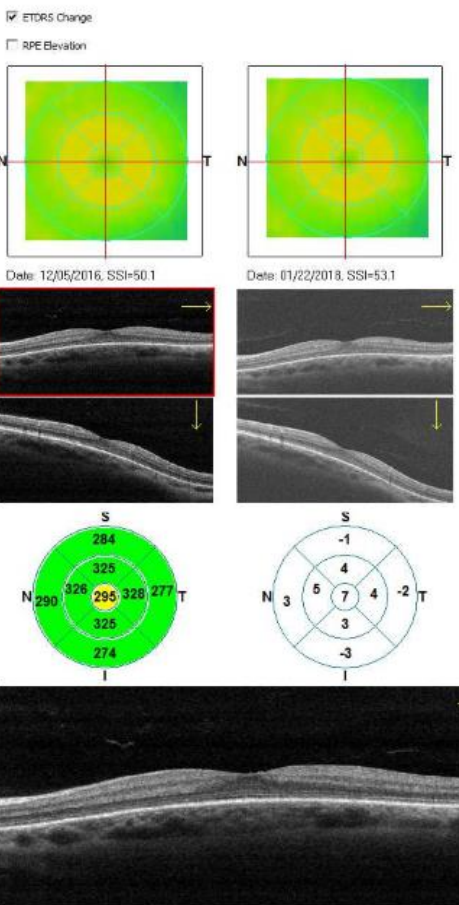 ETDRS Change
RPE Elevation
N T N T
Date: 12/05/2016, SSI=50.1 Date: 01/22/2018, SSI=53.1
S S
284 -1
325 4
N 290 326 295 328 277 T N 3 5 7 4 -2 T
325 3
274 -3
I I